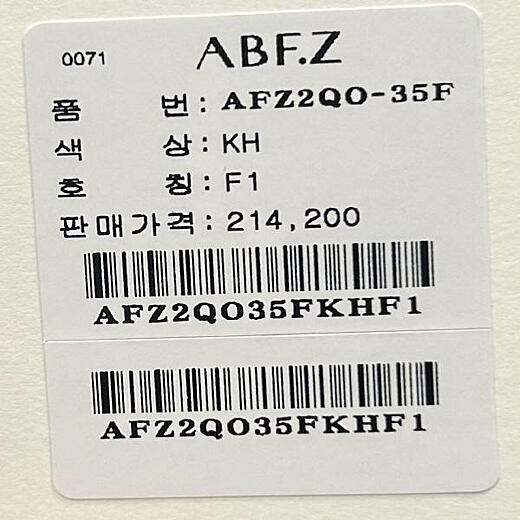 0071 ABF.Z
품 번 : AFZ2QO-35F
색 상 : KH
호 칭 : F1
판매가격 : 214,200
AFZ2QO35FKHF1
AFZ2QO35FKHF1